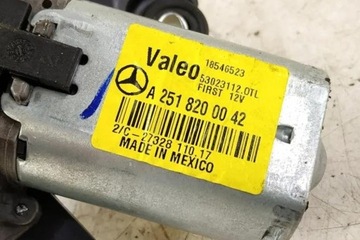 Valeo
18546523
53023112.OTL
FIRST 12V
A 251 820 00 42
2/C-27328 110 17
MADE IN MEXICO